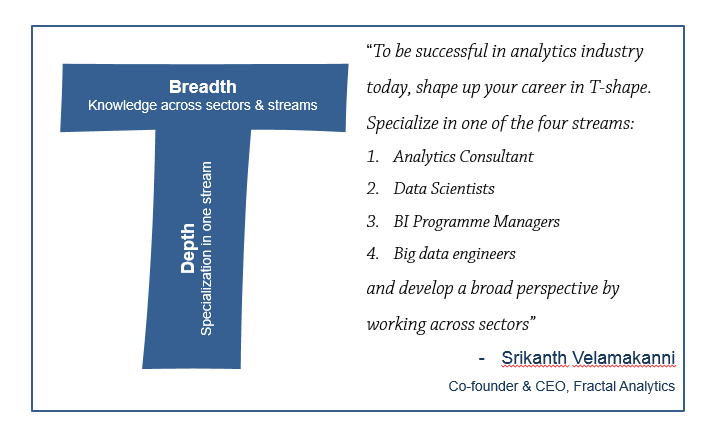 Breadth
Knowledge across sectors & streams
Depth
Specialization in one stream
“To be successful in analytics industry
today, shape up your career in T-shape.
Specialize in one of the four streams:
1. Analytics Consultant
2. Data Scientists
3. BI Programme Managers
4. Big data engineers
and develop a broad perspective by
working across sectors”
- Srikanth Velamakanni
Co-founder & CEO, Fractal Analytics